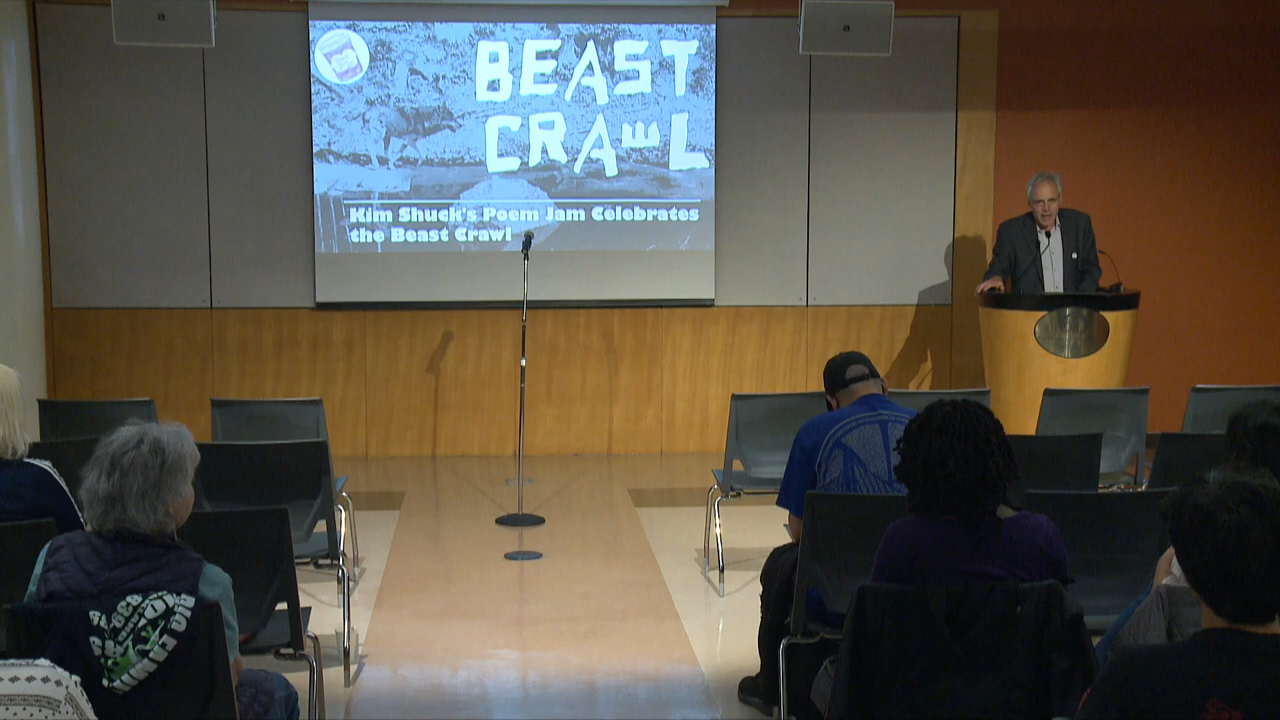 BEAST
CRAWL
Kim Shuck's Poem Jam Celebrates
the Beast Crawl